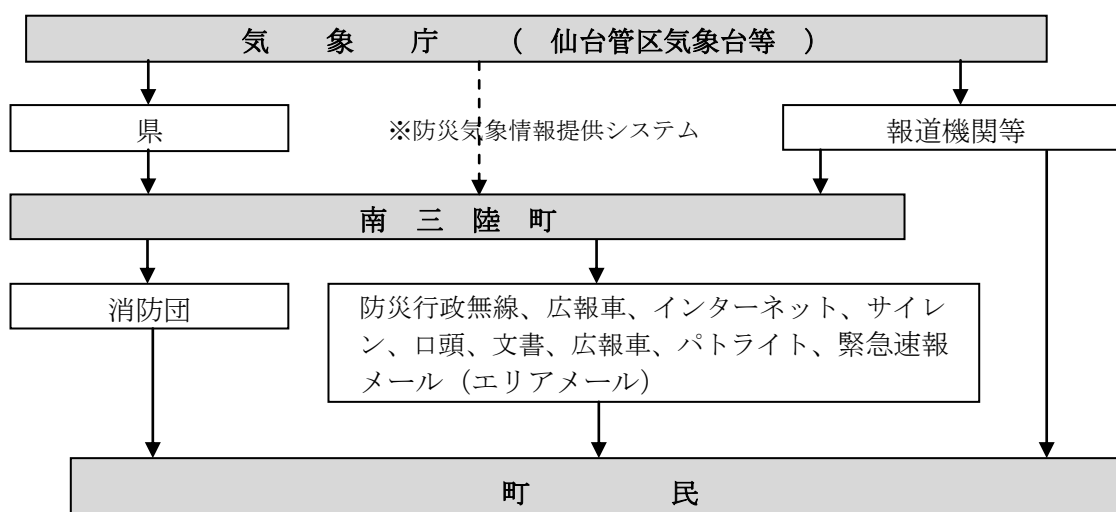 気　象　庁　（　仙台管区気象台等　）
県
※防災気象情報提供システム
報道機関等
南　三　陸　町
消防団
防災行政無線、広報車、インターネット、サイレ
ン、口頭、文書、広報車、パトライト、緊急速報
メール（エリアメール）
町　　　　民